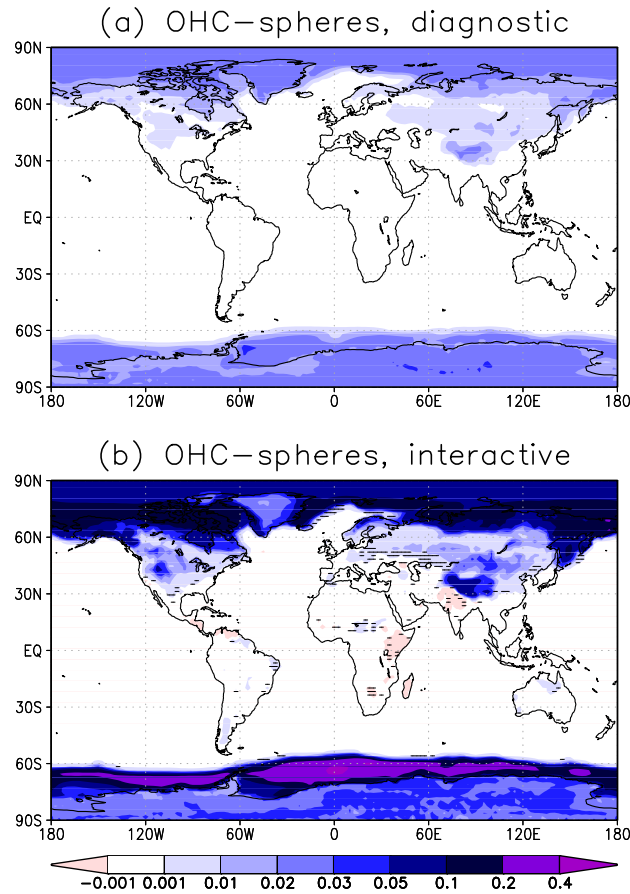 (a) OHC−spheres, diagnostic
90N
60N
30N
EQ
30S
60S
90S
180 120W 60W 0 60E 120E 180
(b) OHC−spheres, interactive
90N
60N
30N
EQ
30S
60S
90S
180 120W 60W 0 60E 120E 180
−0.001 0.001 0.01 0.02 0.03 0.05 0.1 0.2 0.4